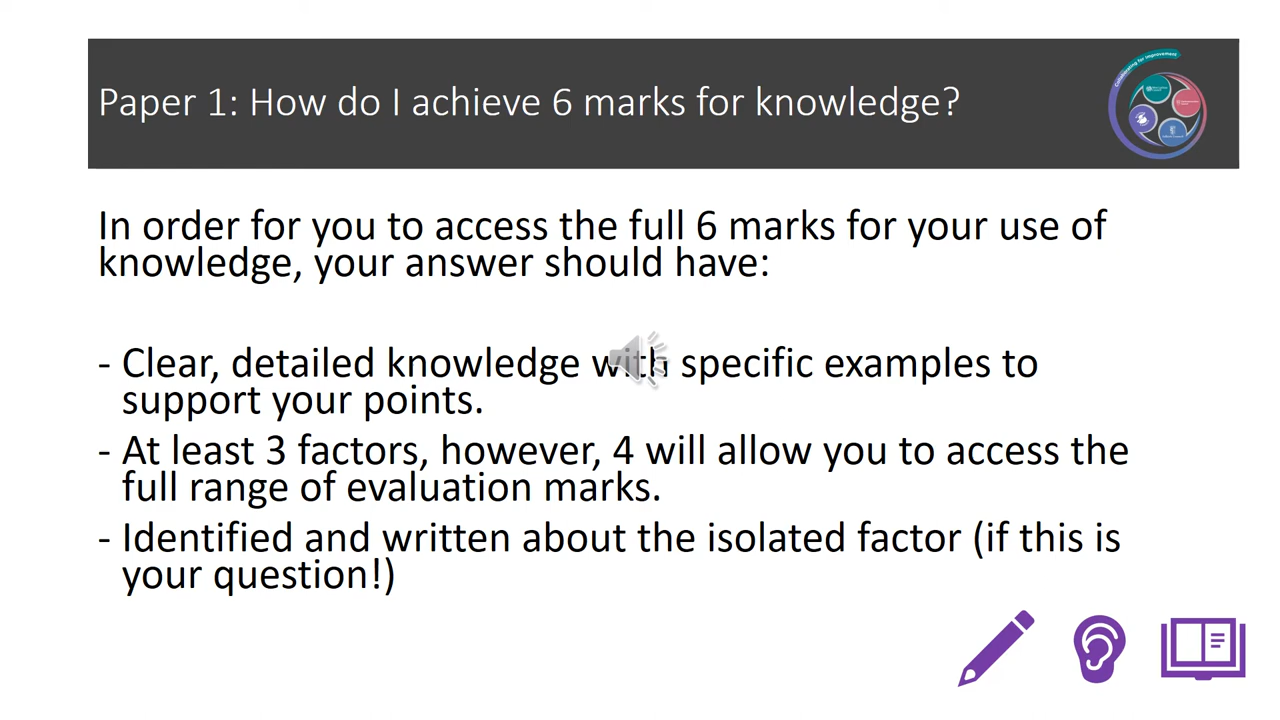 Paper 1: How do I achieve 6 marks for knowledge?
Collaborating for Improvement
In order for you to access the full 6 marks for your use of
knowledge, your answer should have:
- Clear, detailed knowledge with specific examples to
support your points.
- At least 3 factors, however, 4 will allow you to access the
full range of evaluation marks.
- Identified and written about the isolated factor (if this is
your question!)